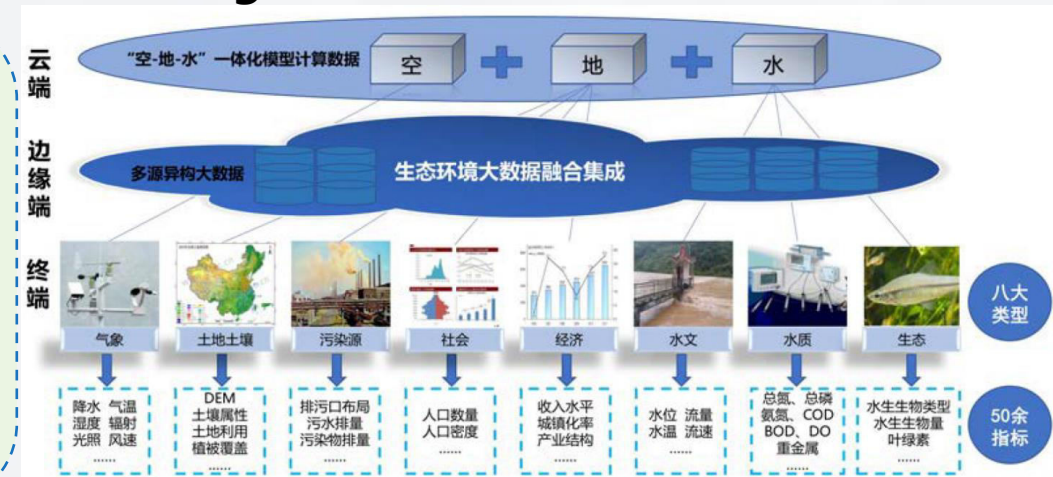 云端
“空-地-水”一体化模型计算数据
空
地
水
边缘端
多源异构大数据
生态环境大数据融合集成
终端
八大
类型
气象
土地土壤
污染源
社会
经济
水文
水质
生态
降水 气温
湿度 辐射
光照 风速
……
DEM
土壤属性
土地利用
植被覆盖
……
排污口布局
污水排量
污染物排量
……
人口数量
人口密度
……
收入水平
城镇化率
产业结构
……
水位 流量
水温 流速
……
总氮、总磷
氨氮、COD
BOD、DO
重金属
……
水生生物类型
水生生物量
叶绿素
……
50余
指标